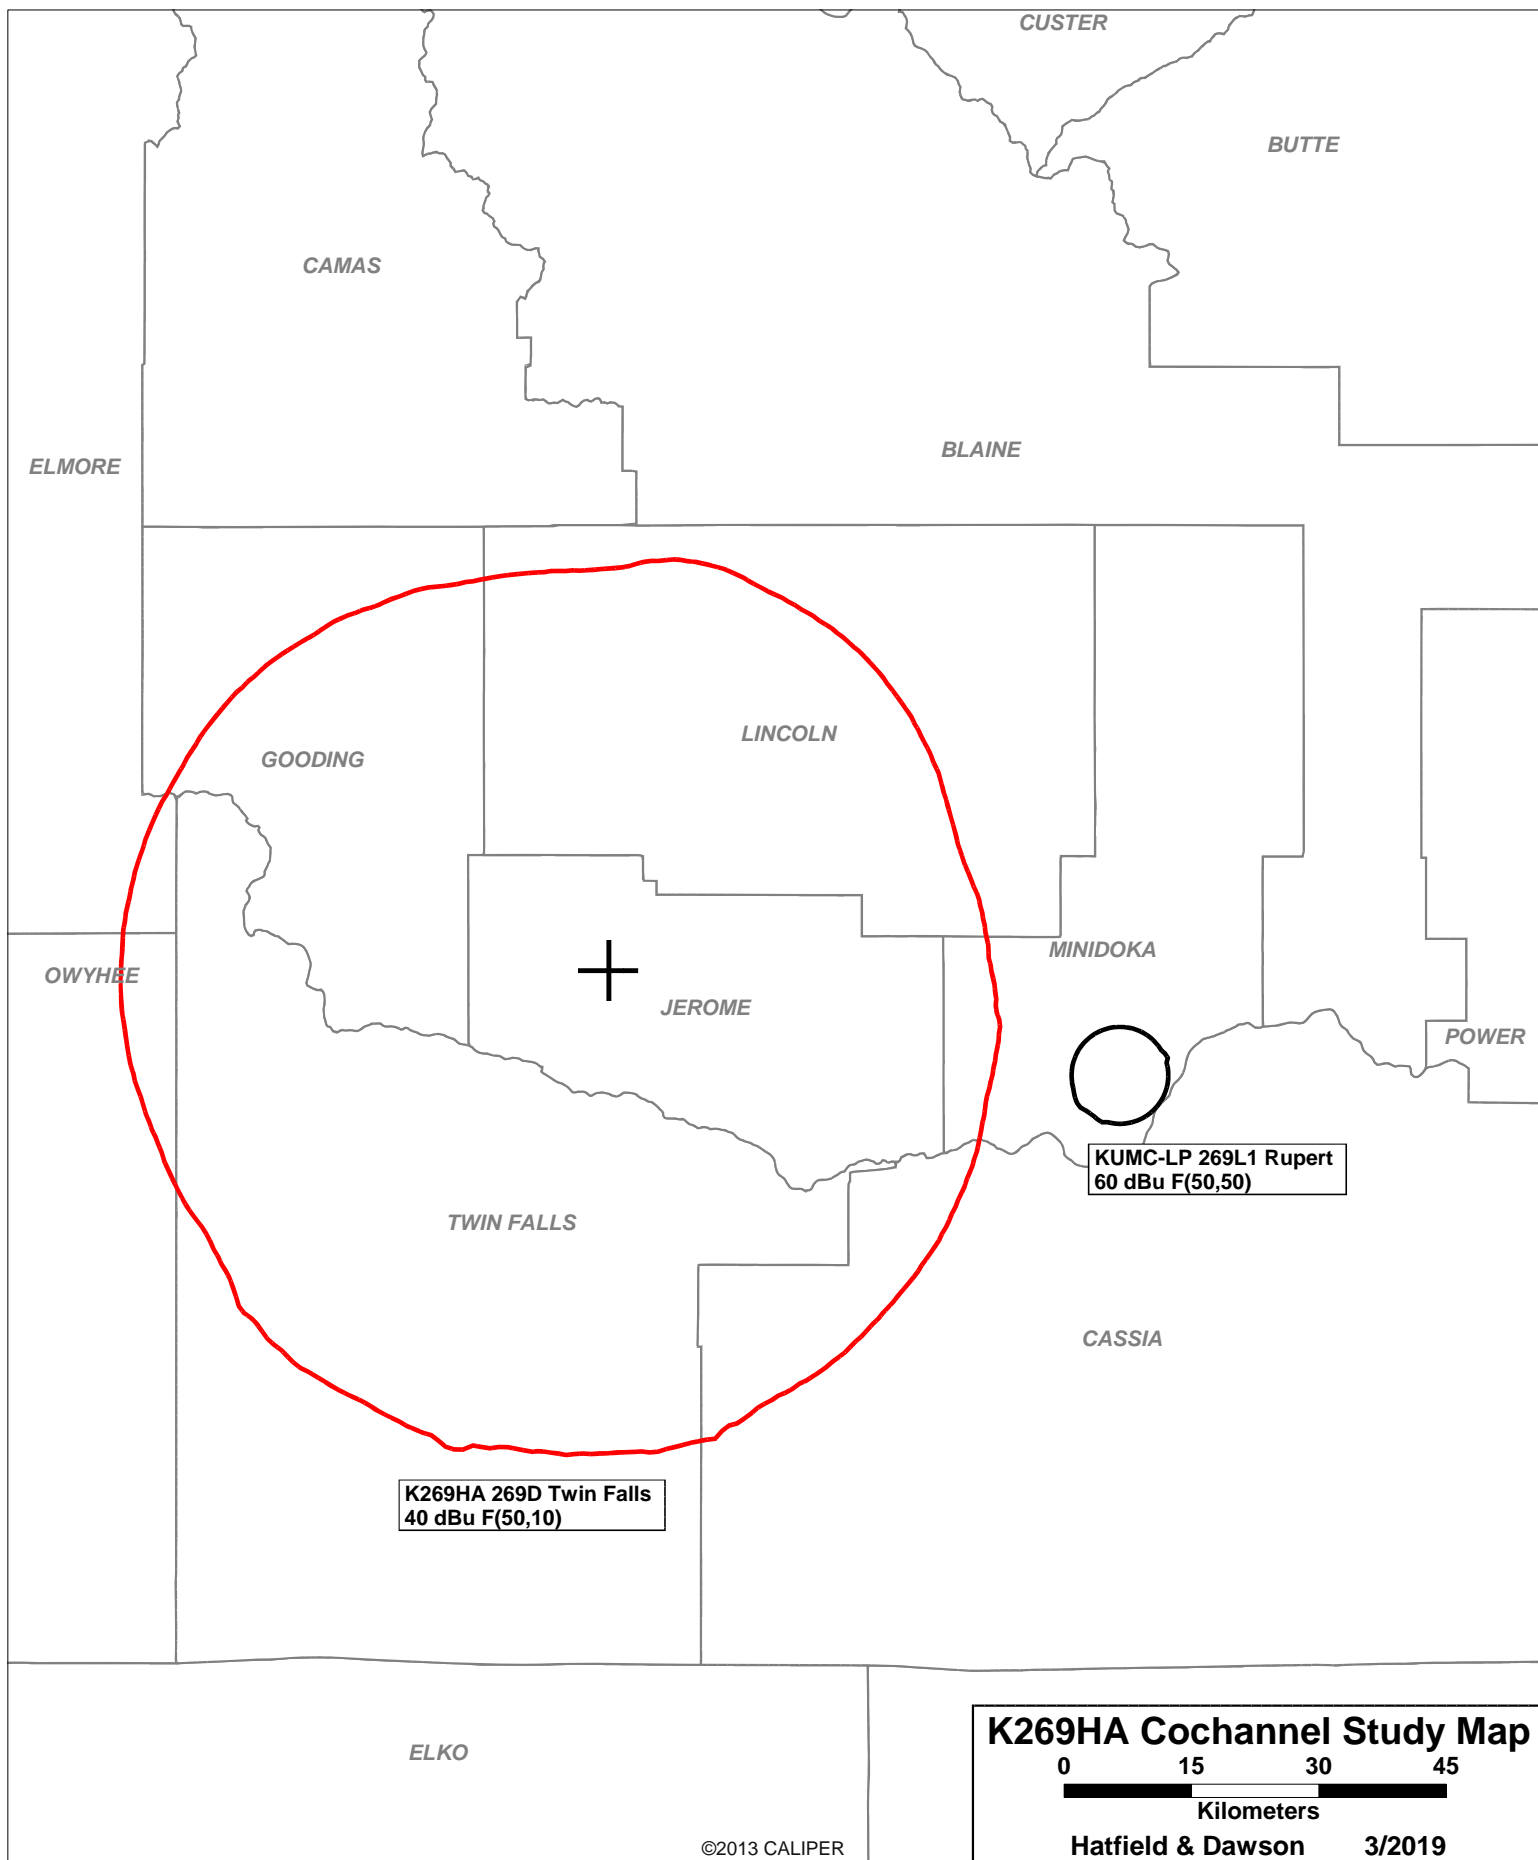 CUSTER
BUTTE
CAMAS
BLAINE
ELMORE
LINCOLN
GOODING
MINIDOKA
OWYHEE
JEROME
POWER
KUMC-LP 269L1 Rupert
60 dBu F(50,50)
TWIN FALLS
CASSIA
K269HA 269D Twin Falls
40 dBu F(50,10)
K269HA Cochannel Study Map
0 15 30 45
Kilometers
Hatfield & Dawson 3/2019
ELKO
©2013 CALIPER